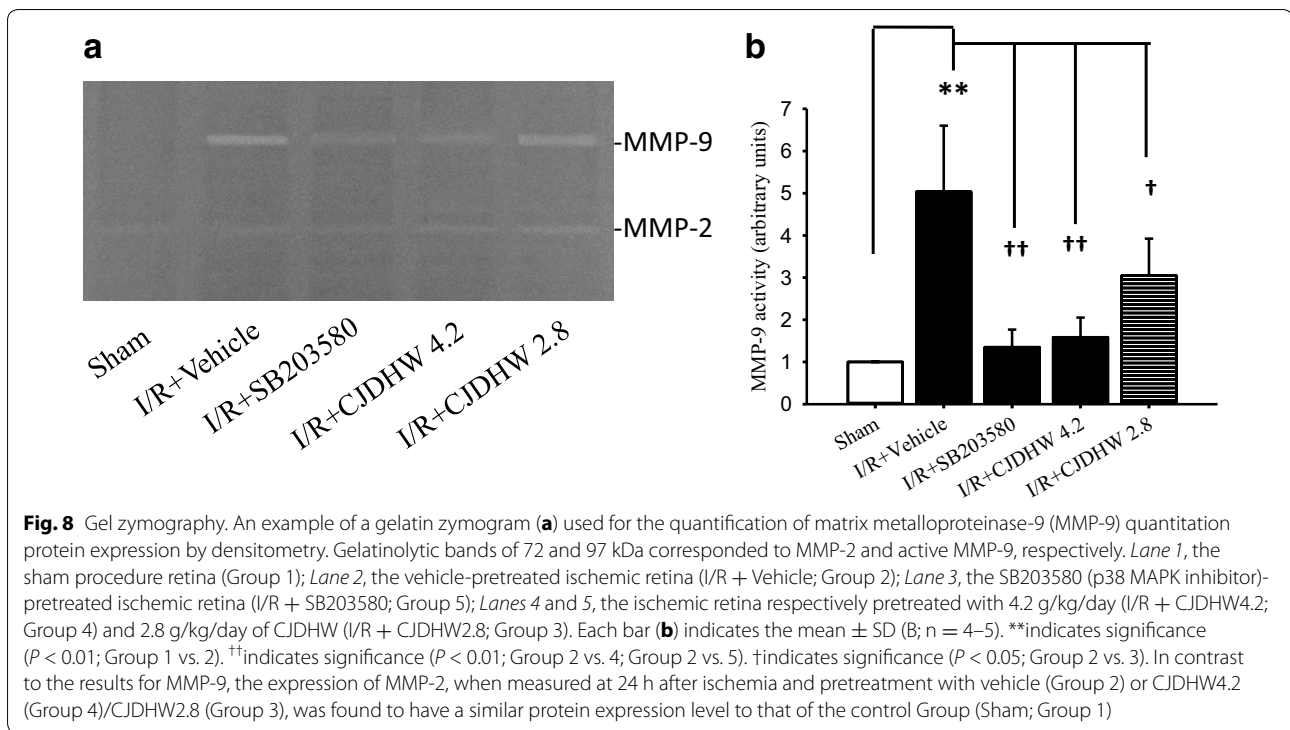 a
-MMP-9
-MMP-2
Sham
I/R+Vehicle
I/R+SB203580
I/R+CJDHW 4.2
I/R+CJDHW 2.8
b
MMP-9 activity (arbitrary units)
7
6
5
4
3
2
1
0
**
††
††
†
Sham
I/R+Vehicle
I/R+SB203580
I/R+CJDHW 4.2
I/R+CJDHW 2.8
Fig. 8 Gel zymography. An example of a gelatin zymogram (a) used for the quantification of matrix metalloproteinase-9 (MMP-9) quantitation
protein expression by densitometry. Gelatinolytic bands of 72 and 97 kDa corresponded to MMP-2 and active MMP-9, respectively. Lane 1, the
sham procedure retina (Group 1); Lane 2, the vehicle-pretreated ischemic retina (I/R + Vehicle; Group 2); Lane 3, the SB203580 (p38 MAPK inhibitor)-
pretreated ischemic retina (I/R + SB203580; Group 5); Lanes 4 and 5, the ischemic retina respectively pretreated with 4.2 g/kg/day (I/R + CJDHW4.2;
Group 4) and 2.8 g/kg/day of CJDHW (I/R + CJDHW2.8; Group 3). Each bar (b) indicates the mean ± SD (B; n = 4–5). **indicates significance
(P < 0.01; Group 1 vs. 2). ††indicates significance (P < 0.01; Group 2 vs. 4; Group 2 vs. 5). †indicates significance (P < 0.05; Group 2 vs. 3). In contrast
to the results for MMP-9, the expression of MMP-2, when measured at 24 h after ischemia and pretreatment with vehicle (Group 2) or CJDHW4.2
(Group 4)/CJDHW2.8 (Group 3), was found to have a similar protein expression level to that of the control Group (Sham; Group 1)